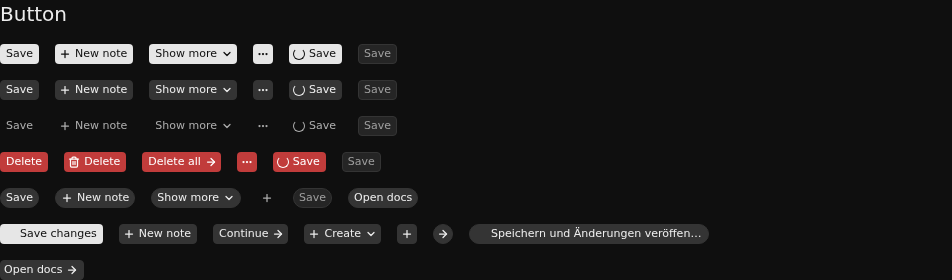 Button
Save New note Show more ... Save Save
Save New note Show more ... Save Save
Save New note Show more ... Save Save
Delete Delete Delete all ... Save Save
Save New note Show more Save Open docs
Save changes New note Continue Create Speichern und Änderungen veröffen...
Open docs